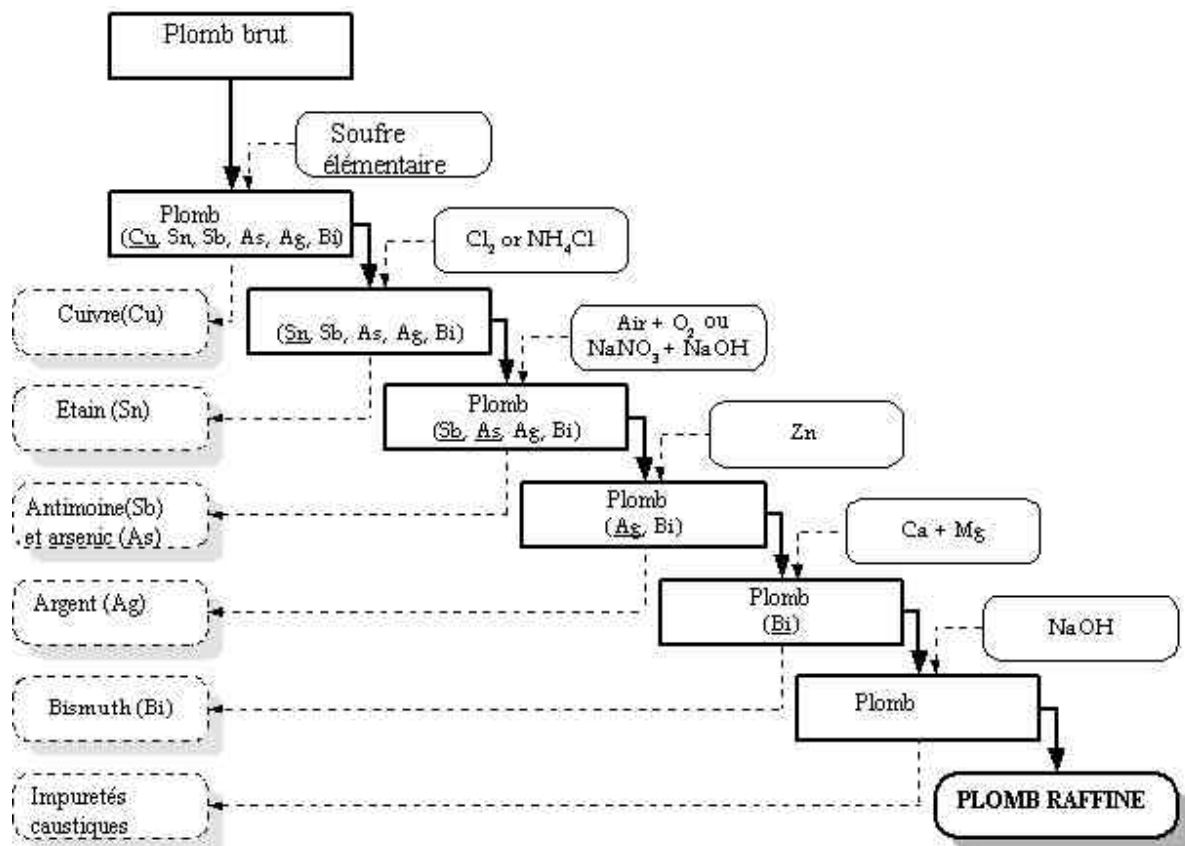 Plomb brut
Soufre
élémentaire
Plomb
(Cu, Sn, Sb, As, Ag, Bi)
Cl₂ or NH₄Cl
Cuivre(Cu)
(Sn, Sb, As, Ag, Bi)
Air + O₂ ou
NaNO₃ + NaOH
Etain (Sn)
Plomb
(Sb, As, Ag, Bi)
Zn
Antimoine(Sb)
et arsenic (As)
Plomb
(Ag, Bi)
Ca + Mg
Argent (Ag)
Plomb
(Bi)
NaOH
Bismuth (Bi)
Plomb
Impuretés
caustiques
PLOMB RAFFINE